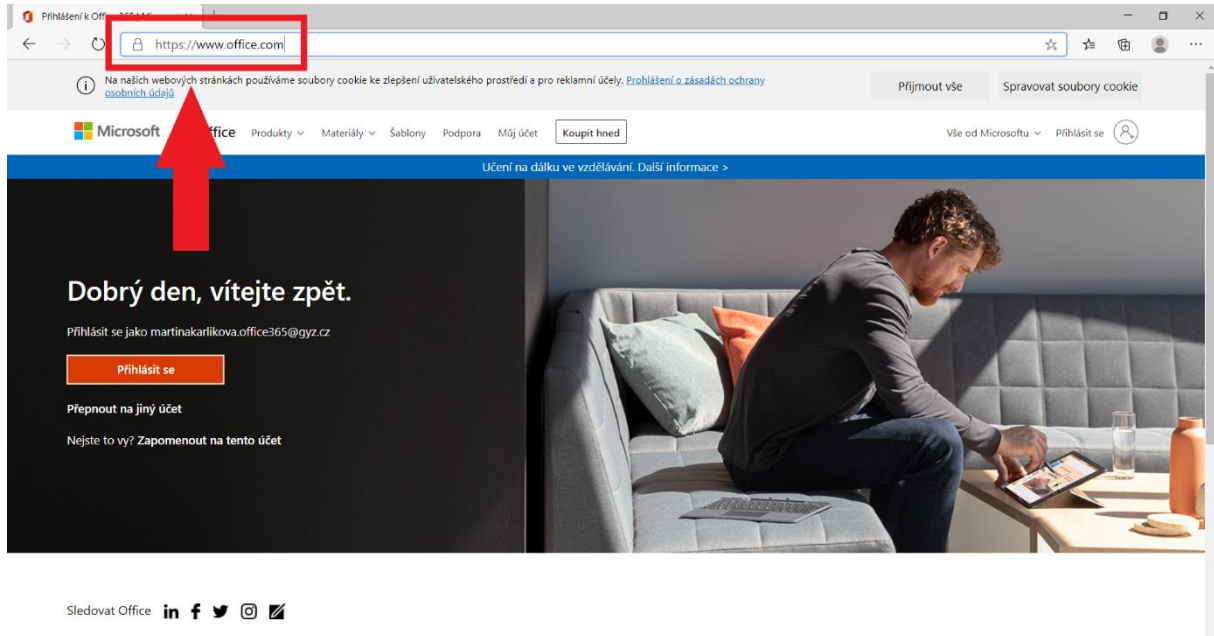 Přihlášení k Offi
https://www.office.com
Na našich webových stránkách používáme soubory cookie ke zlepšení uživatelského prostředí a pro reklamní účely. Prohlášení o zásadách ochrany
osobních údajů
Přijmout vše
Spravovat soubory cookie
Microsoft
ffice
Produkty
Materiály
Šablony
Podpora
Můj účet
Koupit hned
Vše od Microsoftu
Přihlásit se
Učení na dálku ve vzdělávání. Další informace >
Dobrý den, vítejte zpět.
Přihlásit se jako martinakarlikova.office365@gyz.cz
Přihlásit se
Přepnout na jiný účet
Nejste to vy? Zapomenout na tento účet
Sledovat Office